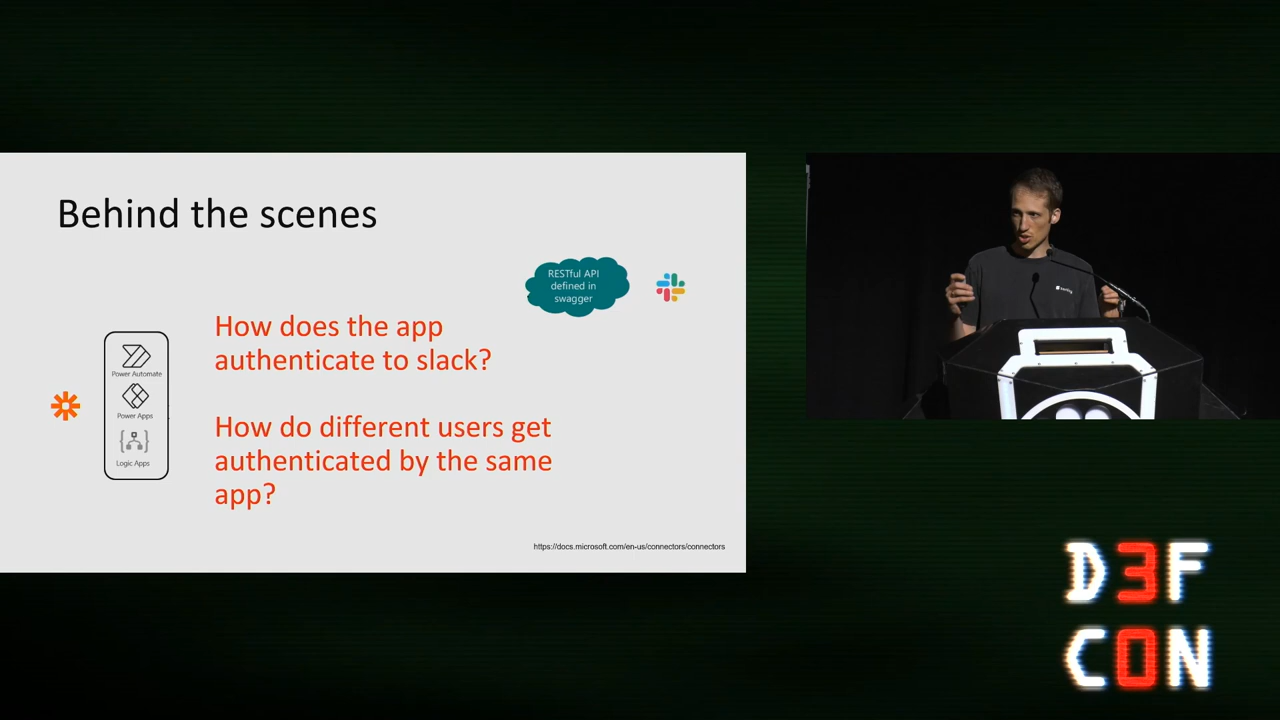 Behind the scenes
RESTful API
defined in
swagger
How does the app
authenticate to slack?
Power Automate
Power Apps
Logic Apps
How do different users get
authenticated by the same
app?
https://docs.microsoft.com/en-us/connectors/connectors
D3F
C0N